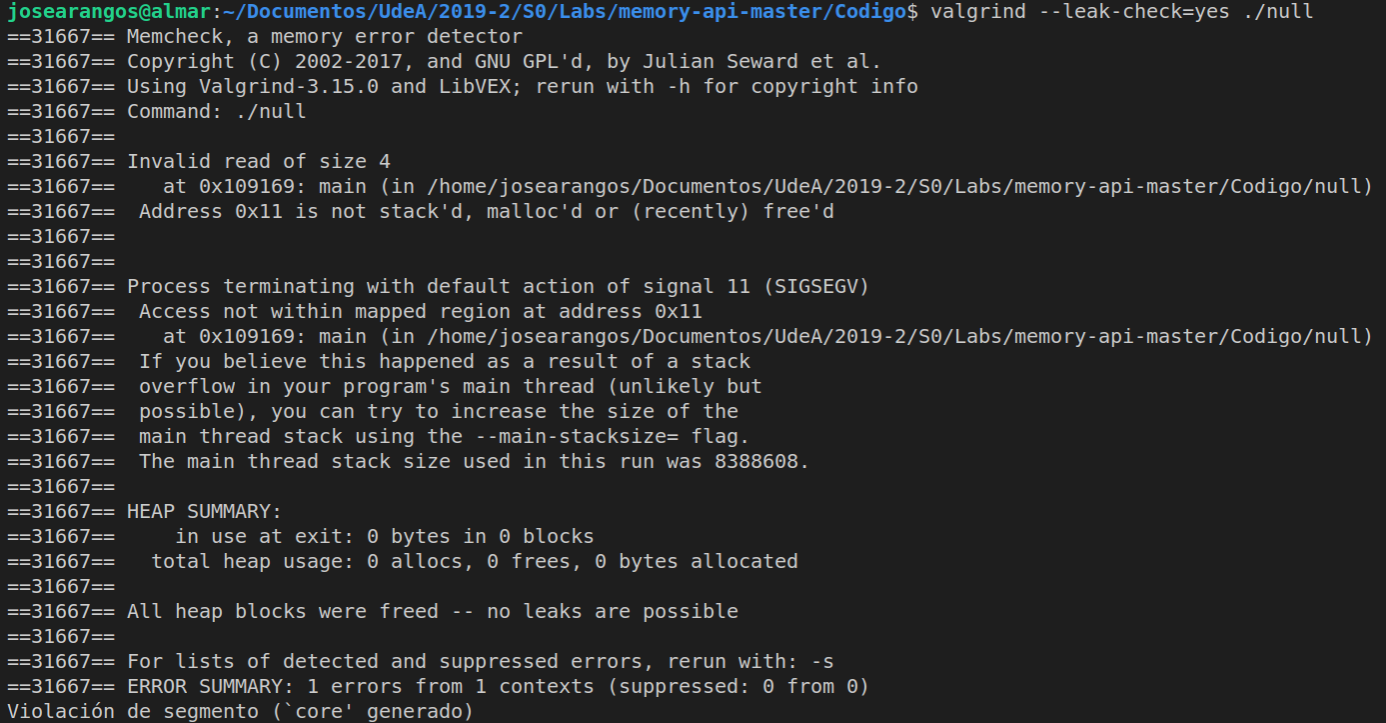 josearangos@almar:~/Documentos/UdeA/2019-2/S0/Labs/memory-api-master/Codigo$ valgrind --leak-check=yes ./null
==31667== Memcheck, a memory error detector
==31667== Copyright (C) 2002-2017, and GNU GPL'd, by Julian Seward et al.
==31667== Using Valgrind-3.15.0 and LibVEX; rerun with -h for copyright info
==31667== Command: ./null
==31667==
==31667== Invalid read of size 4
==31667==    at 0x109169: main (in /home/josearangos/Documentos/UdeA/2019-2/S0/Labs/memory-api-master/Codigo/null)
==31667==  Address 0x11 is not stack'd, malloc'd or (recently) free'd
==31667==
==31667==
==31667== Process terminating with default action of signal 11 (SIGSEGV)
==31667==  Access not within mapped region at address 0x11
==31667==    at 0x109169: main (in /home/josearangos/Documentos/UdeA/2019-2/S0/Labs/memory-api-master/Codigo/null)
==31667==  If you believe this happened as a result of a stack
==31667==  overflow in your program's main thread (unlikely but
==31667==  possible), you can try to increase the size of the
==31667==  main thread stack using the --main-stacksize= flag.
==31667==  The main thread stack size used in this run was 8388608.
==31667==
==31667== HEAP SUMMARY:
==31667==     in use at exit: 0 bytes in 0 blocks
==31667==   total heap usage: 0 allocs, 0 frees, 0 bytes allocated
==31667==
==31667== All heap blocks were freed -- no leaks are possible
==31667==
==31667== For lists of detected and suppressed errors, rerun with: -s
==31667== ERROR SUMMARY: 1 errors from 1 contexts (suppressed: 0 from 0)
Violación de segmento (`core' generado)